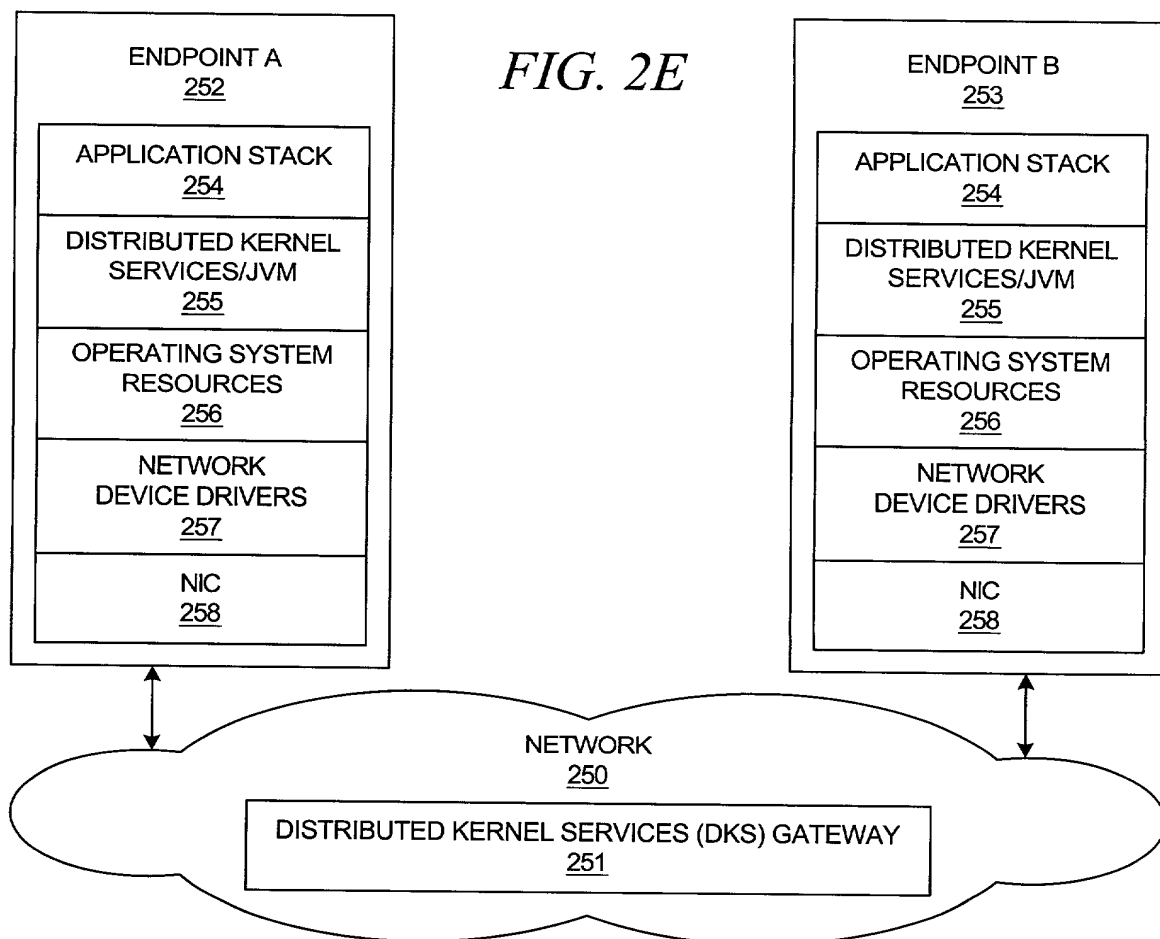 FIG. 2E
ENDPOINT A
252
APPLICATION STACK
254
DISTRIBUTED KERNEL
SERVICES/JVM
255
OPERATING SYSTEM
RESOURCES
256
NETWORK
DEVICE DRIVERS
257
NIC
258
ENDPOINT B
253
APPLICATION STACK
254
DISTRIBUTED KERNEL
SERVICES/JVM
255
OPERATING SYSTEM
RESOURCES
256
NETWORK
DEVICE DRIVERS
257
NIC
258
NETWORK
250
DISTRIBUTED KERNEL SERVICES (DKS) GATEWAY
251